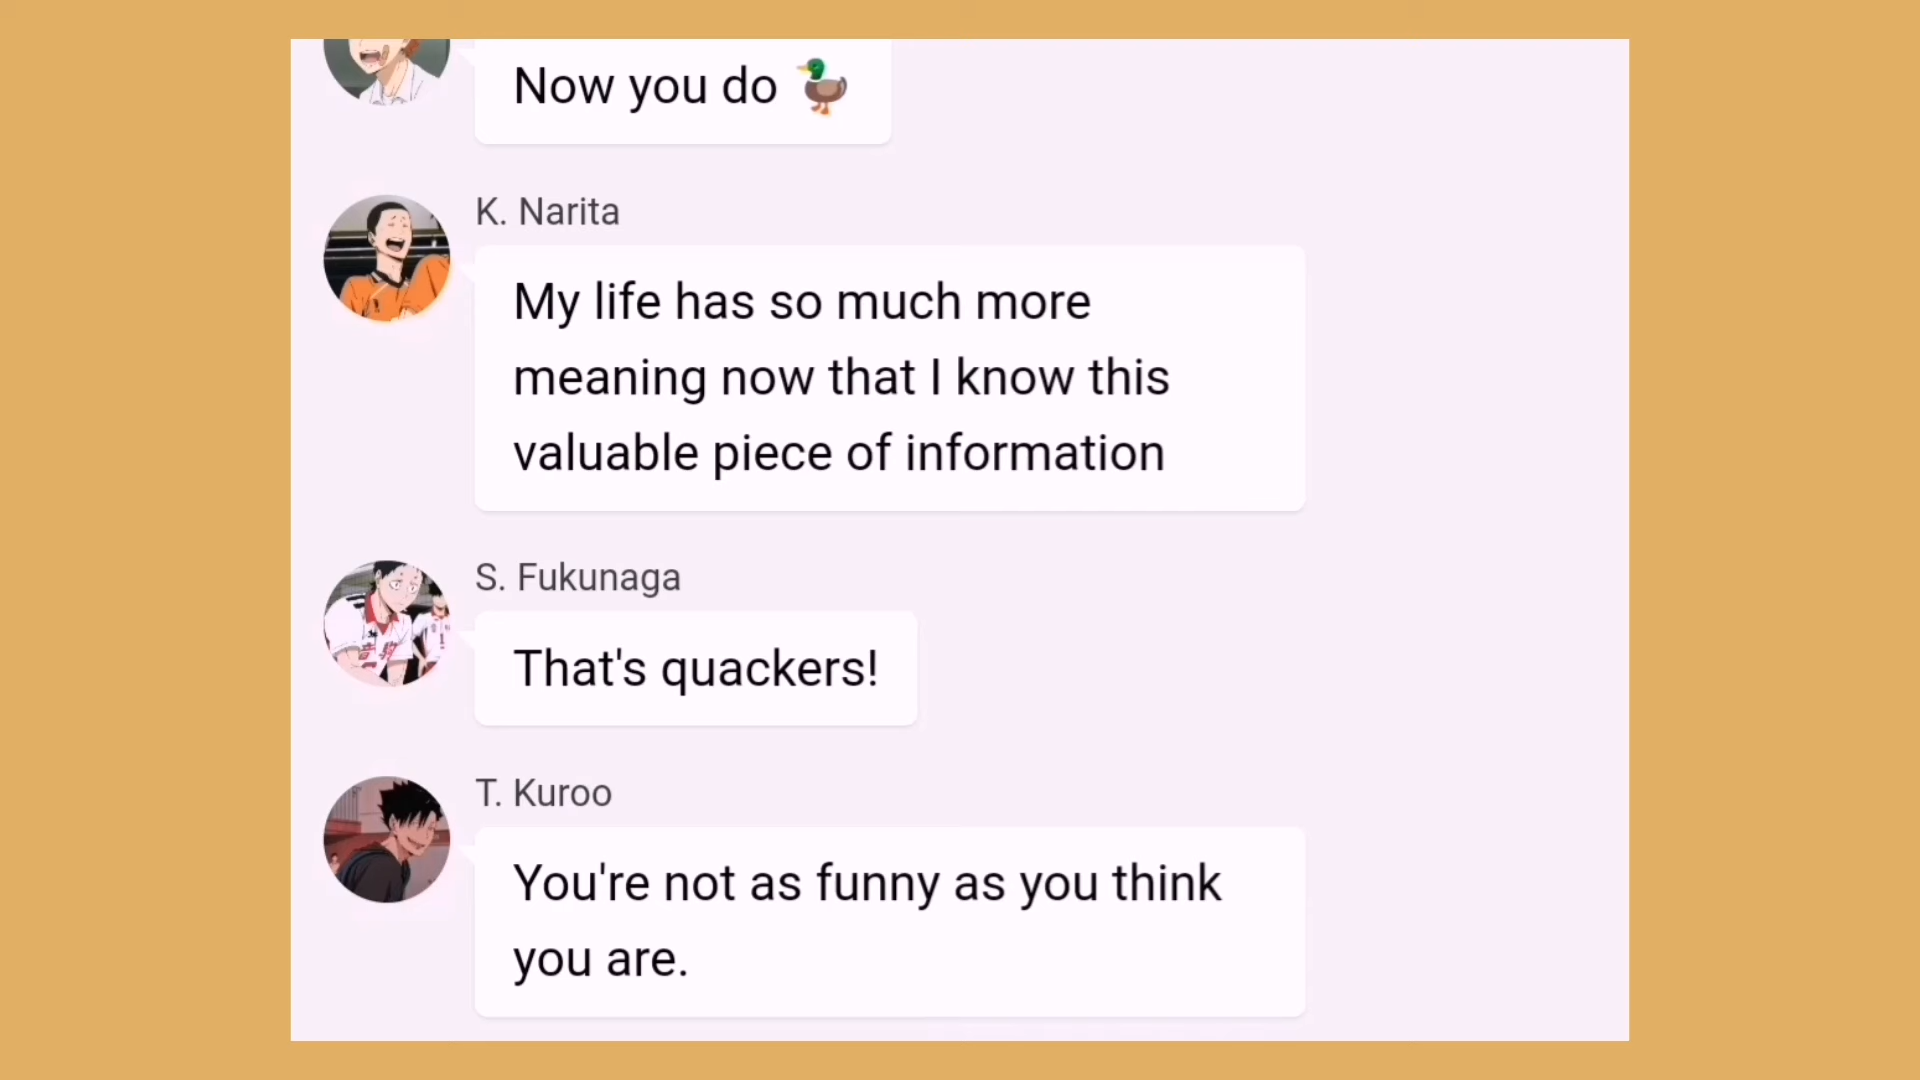 Now you do 🦆
K. Narita
My life has so much more
meaning now that I know this
valuable piece of information
S. Fukunaga
That's quackers!
T. Kuroo
You're not as funny as you think
you are.